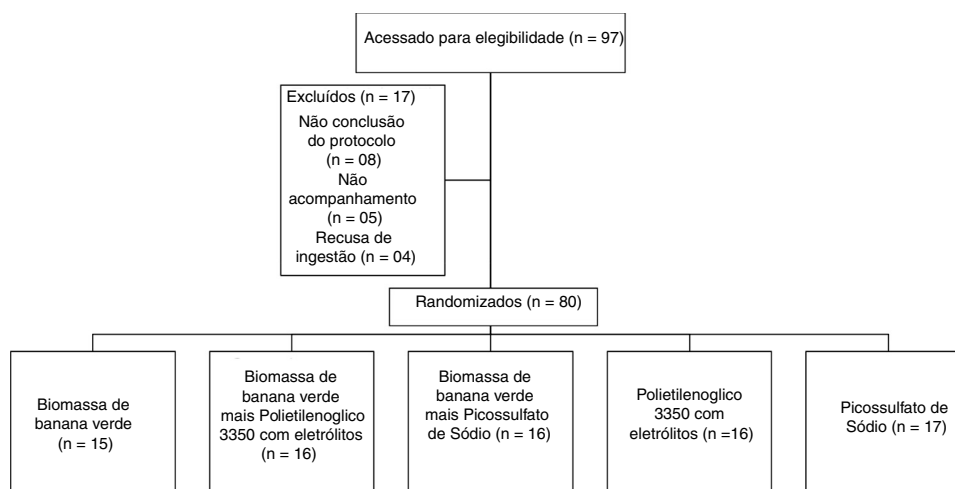 Acessado para elegibilidade (n = 97)
Excluídos (n = 17)
Não conclusão
do protocolo
(n = 08)
Não
acompanhamento
(n = 05)
Recusa de
ingestão (n = 04)
Randomizados (n = 80)
Biomassa de
banana verde
(n = 15)
Biomassa de
banana verde
mais Polietilenoglico
3350 com eletrólitos
(n = 16)
Biomassa de
banana verde
mais Picossulfato
de Sódio (n = 16)
Polietilenoglico
3350 com
eletrólitos (n =16)
Picossulfato de
Sódio (n = 17)